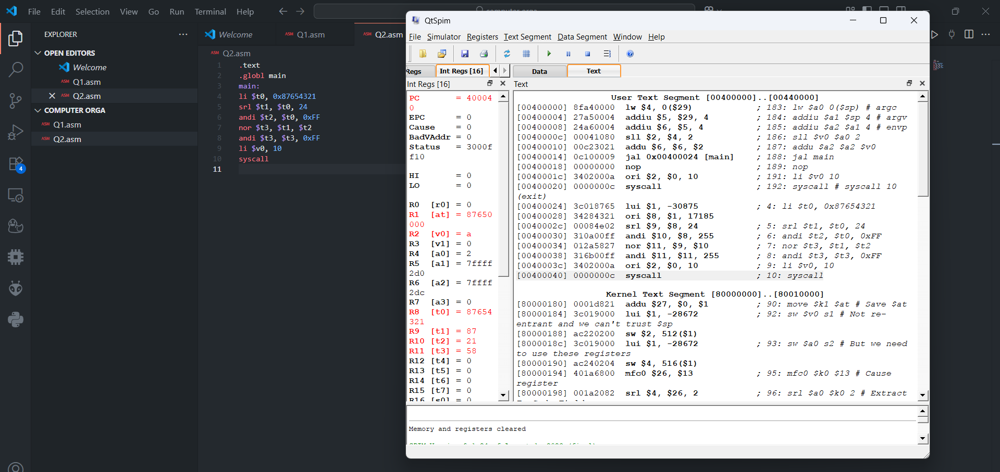 File Edit Selection View Go Run Terminal Help
EXPLORER
OPEN EDITORS
Welcome
ASM Q1.asm
ASM Q2.asm
COMPUTER ORGA
ASM Q1.asm
ASM Q2.asm
4
Welcome
ASM Q1.asm
ASM Q2.asm
ASM Q2.asm
1 .text
2 .globl main
3 main:
4 li $t0, 0x87654321
5 srl $t1, $t0, 24
6 andi $t2, $t0, 0xFF
7 nor $t3, $t1, $t2
8 andi $t3, $t3, 0xFF
9 li $v0, 10
10 syscall
11
QtSpim
File Simulator Registers Text Segment Data Segment Window Help
Regs Int Regs [16]
Int Regs [16]
PC = 40004
0
EPC = 0
Cause = 0
BadVAddr = 0
Status = 3000f
f10
HI = 0
LO = 0
R0 [r0] = 0
R1 [at] = 87650
000
R2 [v0] = a
R3 [v1] = 0
R4 [a0] = 2
R5 [a1] = 7ffff
2d0
R6 [a2] = 7ffff
2dc
R7 [a3] = 0
R8 [t0] = 87654
321
R9 [t1] = 87
R10 [t2] = 21
R11 [t3] = 58
R12 [t4] = 0
R13 [t5] = 0
R14 [t6] = 0
R15 [t7] = 0
R16 [s0] = 0
Data Text
Text
User Text Segment [00400000]..[00440000]
[00400000] 8fa40000 lw $4, 0($29) ; 183: lw $a0 0($sp) # argc
[00400004] 27a50004 addiu $5, $29, 4 ; 184: addiu $a1 $sp 4 # argv
[00400008] 24a60004 addiu $6, $5, 4 ; 185: addiu $a2 $a1 4 # envp
[0040000c] 00041080 sll $2, $4, 2 ; 186: sll $v0 $a0 2
[00400010] 00c23021 addu $6, $6, $2 ; 187: addu $a2 $a2 $v0
[00400014] 0c100009 jal 0x00400024 [main] ; 188: jal main
[00400018] 00000000 nop ; 189: nop
[0040001c] 3402000a ori $2, $0, 10 ; 191: li $v0 10
[00400020] 0000000c syscall ; 192: syscall # syscall 10
(exit)
[00400024] 3c018765 lui $1, -30875 ; 4: li $t0, 0x87654321
[00400028] 34284321 ori $8, $1, 17185
[0040002c] 00084e02 srl $9, $8, 24 ; 5: srl $t1, $t0, 24
[00400030] 310a00ff andi $10, $8, 255 ; 6: andi $t2, $t0, 0xFF
[00400034] 012a5827 nor $11, $9, $10 ; 7: nor $t3, $t1, $t2
[00400038] 316b00ff andi $11, $11, 255 ; 8: andi $t3, $t3, 0xFF
[0040003c] 3402000a ori $2, $0, 10 ; 9: li $v0, 10
[00400040] 0000000c syscall ; 10: syscall
Kernel Text Segment [80000000]..[80010000]
[80000180] 0001d821 addu $27, $0, $1 ; 90: move $k1 $at # Save $at
[80000184] 3c019000 lui $1, -28672 ; 92: sw $v0 s1 # Not re-
entrant and we can't trust $sp
[80000188] ac220200 sw $2, 512($1)
[8000018c] 3c019000 lui $1, -28672 ; 93: sw $a0 s2 # But we need
to use these registers
[80000190] ac240204 sw $4, 516($1)
[80000194] 401a6800 mfc0 $26, $13 ; 95: mfc0 $k0 $13 # Cause
register
[80000198] 001a2082 srl $4, $26, 2 ; 96: srl $a0 $k0 2 # Extract
Memory and registers cleared